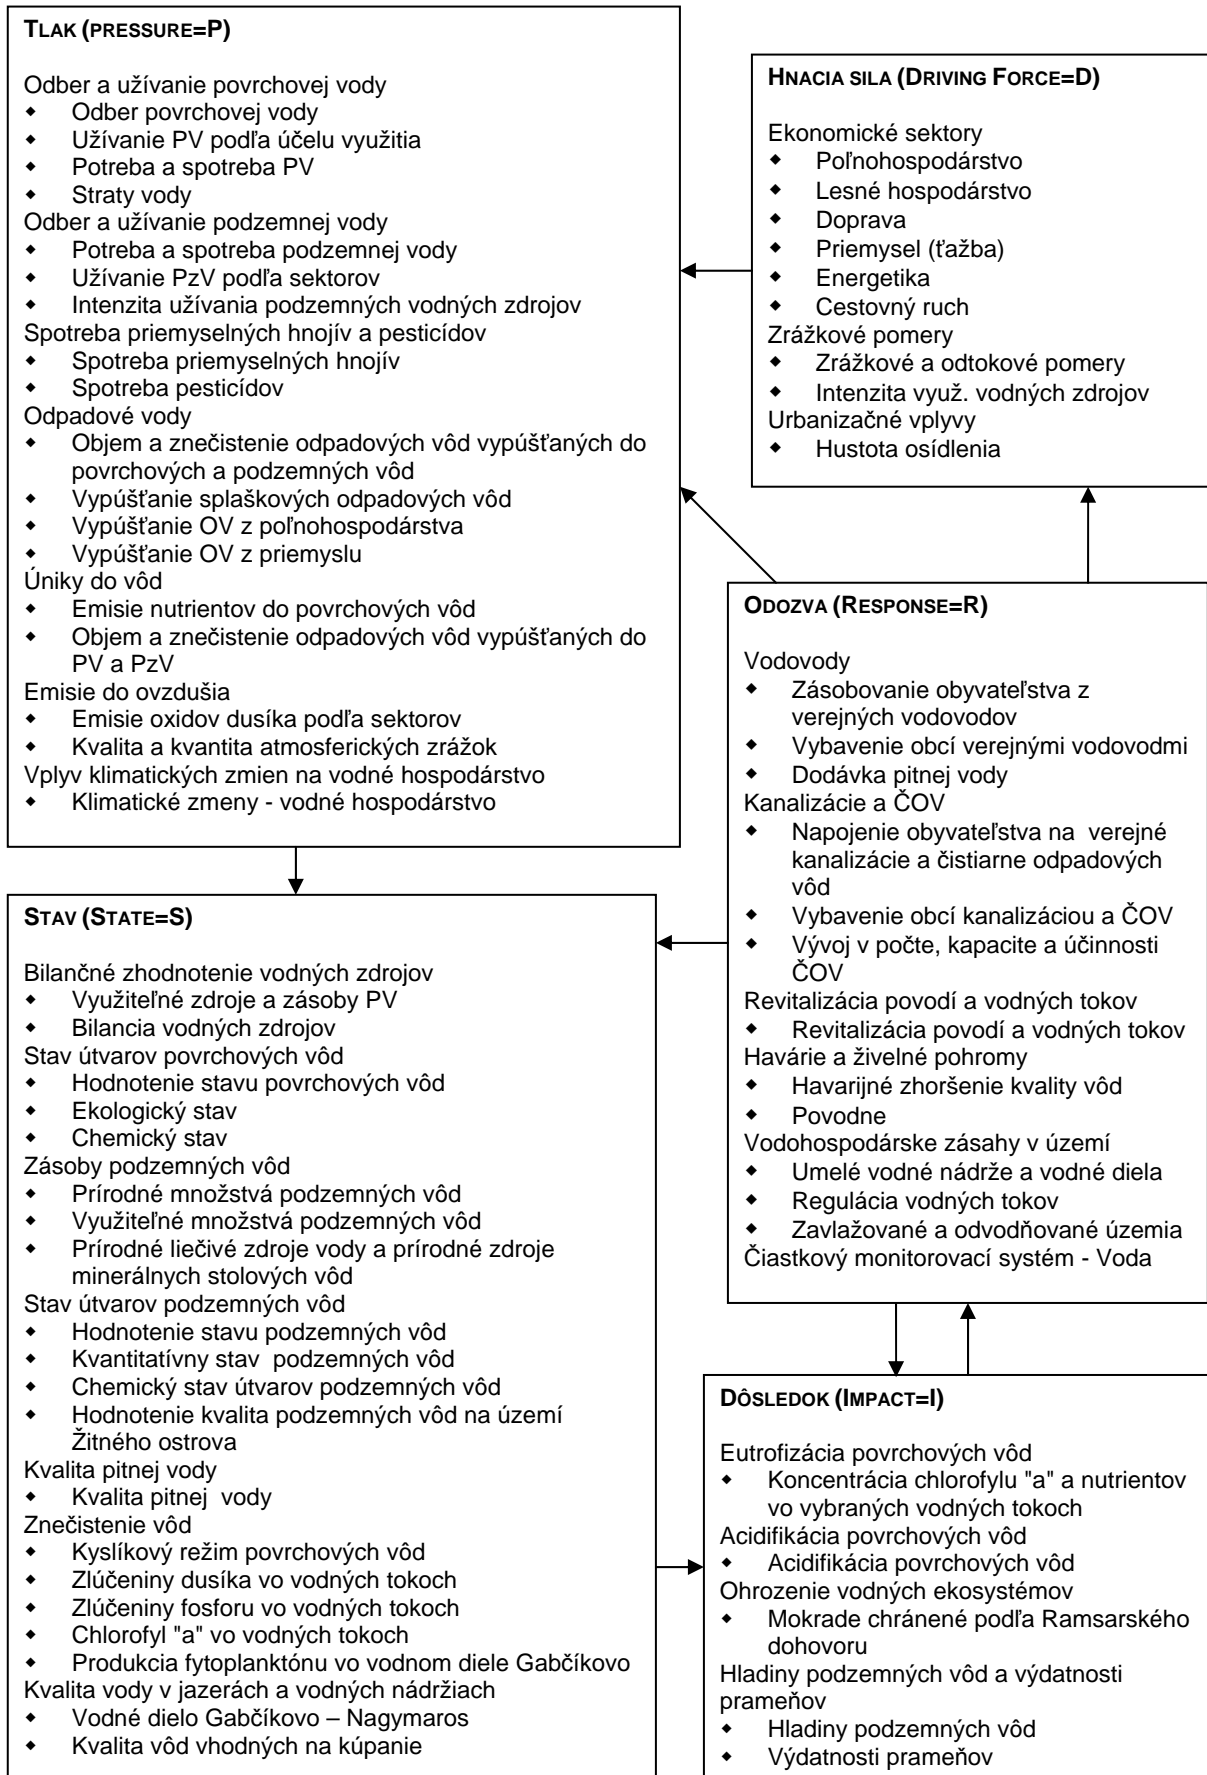 TLAK (PRESSURE=P)
Odber a užívanie povrchovej vody
◆ Odber povrchovej vody
◆ Užívanie PV podľa účelu využitia
◆ Potreba a spotreba PV
◆ Straty vody
Odber a užívanie podzemnej vody
◆ Potreba a spotreba podzemnej vody
◆ Užívanie PzV podľa sektorov
◆ Intenzita užívania podzemných vodných zdrojov
Spotreba priemyselných hnojív a pesticídov
◆ Spotreba priemyselných hnojív
◆ Spotreba pesticídov
Odpadové vody
◆ Objem a znečistenie odpadových vôd vypúšťaných do
povrchových a podzemných vôd
◆ Vypúšťanie splaškových odpadových vôd
◆ Vypúšťanie OV z poľnohospodárstva
◆ Vypúšťanie OV z priemyslu
Úniky do vôd
◆ Emisie nutrientov do povrchových vôd
◆ Objem a znečistenie odpadových vôd vypúšťaných do
PV a PzV
Emisie do ovzdušia
◆ Emisie oxidov dusíka podľa sektorov
◆ Kvalita a kvantita atmosferických zrážok
Vplyv klimatických zmien na vodné hospodárstvo
◆ Klimatické zmeny - vodné hospodárstvo
HNACIA SILA (DRIVING FORCE=D)
Ekonomické sektory
◆ Poľnohospodárstvo
◆ Lesné hospodárstvo
◆ Doprava
◆ Priemysel (ťažba)
◆ Energetika
◆ Cestovný ruch
Zrážkové pomery
◆ Zrážkové a odtokové pomery
◆ Intenzita využ. vodných zdrojov
Urbanizačné vplyvy
◆ Hustota osídlenia
ODOZVA (RESPONSE=R)
Vodovody
◆ Zásobovanie obyvateľstva z
verejných vodovodov
◆ Vybavenie obcí verejnými vodovodmi
◆ Dodávka pitnej vody
Kanalizácie a ČOV
◆ Napojenie obyvateľstva na verejné
kanalizácie a čistiarne odpadových
vôd
◆ Vybavenie obcí kanalizáciou a ČOV
◆ Vývoj v počte, kapacite a účinnosti
ČOV
Revitalizácia povodí a vodných tokov
◆ Revitalizácia povodí a vodných tokov
Havárie a živelné pohromy
◆ Havarijné zhoršenie kvality vôd
◆ Povodne
Vodohospodárske zásahy v území
◆ Umelé vodné nádrže a vodné diela
◆ Regulácia vodných tokov
◆ Zavlažované a odvodňované územia
Čiastkový monitorovací systém - Voda
STAV (STATE=S)
Bilančné zhodnotenie vodných zdrojov
◆ Využiteľné zdroje a zásoby PV
◆ Bilancia vodných zdrojov
Stav útvarov povrchových vôd
◆ Hodnotenie stavu povrchových vôd
◆ Ekologický stav
◆ Chemický stav
Zásoby podzemných vôd
◆ Prírodné množstvá podzemných vôd
◆ Využiteľné množstvá podzemných vôd
◆ Prírodné liečivé zdroje vody a prírodné zdroje
minerálnych stolových vôd
Stav útvarov podzemných vôd
◆ Hodnotenie stavu podzemných vôd
◆ Kvantitatívny stav podzemných vôd
◆ Chemický stav útvarov podzemných vôd
◆ Hodnotenie kvalita podzemných vôd na území
Žitného ostrova
Kvalita pitnej vody
◆ Kvalita pitnej vody
Znečistenie vôd
◆ Kyslíkový režim povrchových vôd
◆ Zlúčeniny dusíka vo vodných tokoch
◆ Zlúčeniny fosforu vo vodných tokoch
◆ Chlorofyl "a" vo vodných tokoch
◆ Produkcia fytoplanktónu vo vodnom diele Gabčíkovo
Kvalita vody v jazerách a vodných nádržiach
◆ Vodné dielo Gabčíkovo – Nagymaros
◆ Kvalita vôd vhodných na kúpanie
DÔSLEDOK (IMPACT=I)
Eutrofizácia povrchových vôd
◆ Koncentrácia chlorofylu "a" a nutrientov
vo vybraných vodných tokoch
Acidifikácia povrchových vôd
◆ Acidifikácia povrchových vôd
Ohrozenie vodných ekosystémov
◆ Mokrade chránené podľa Ramsarského
dohovoru
Hladiny podzemných vôd a výdatnosti
prameňov
◆ Hladiny podzemných vôd
◆ Výdatnosti prameňov